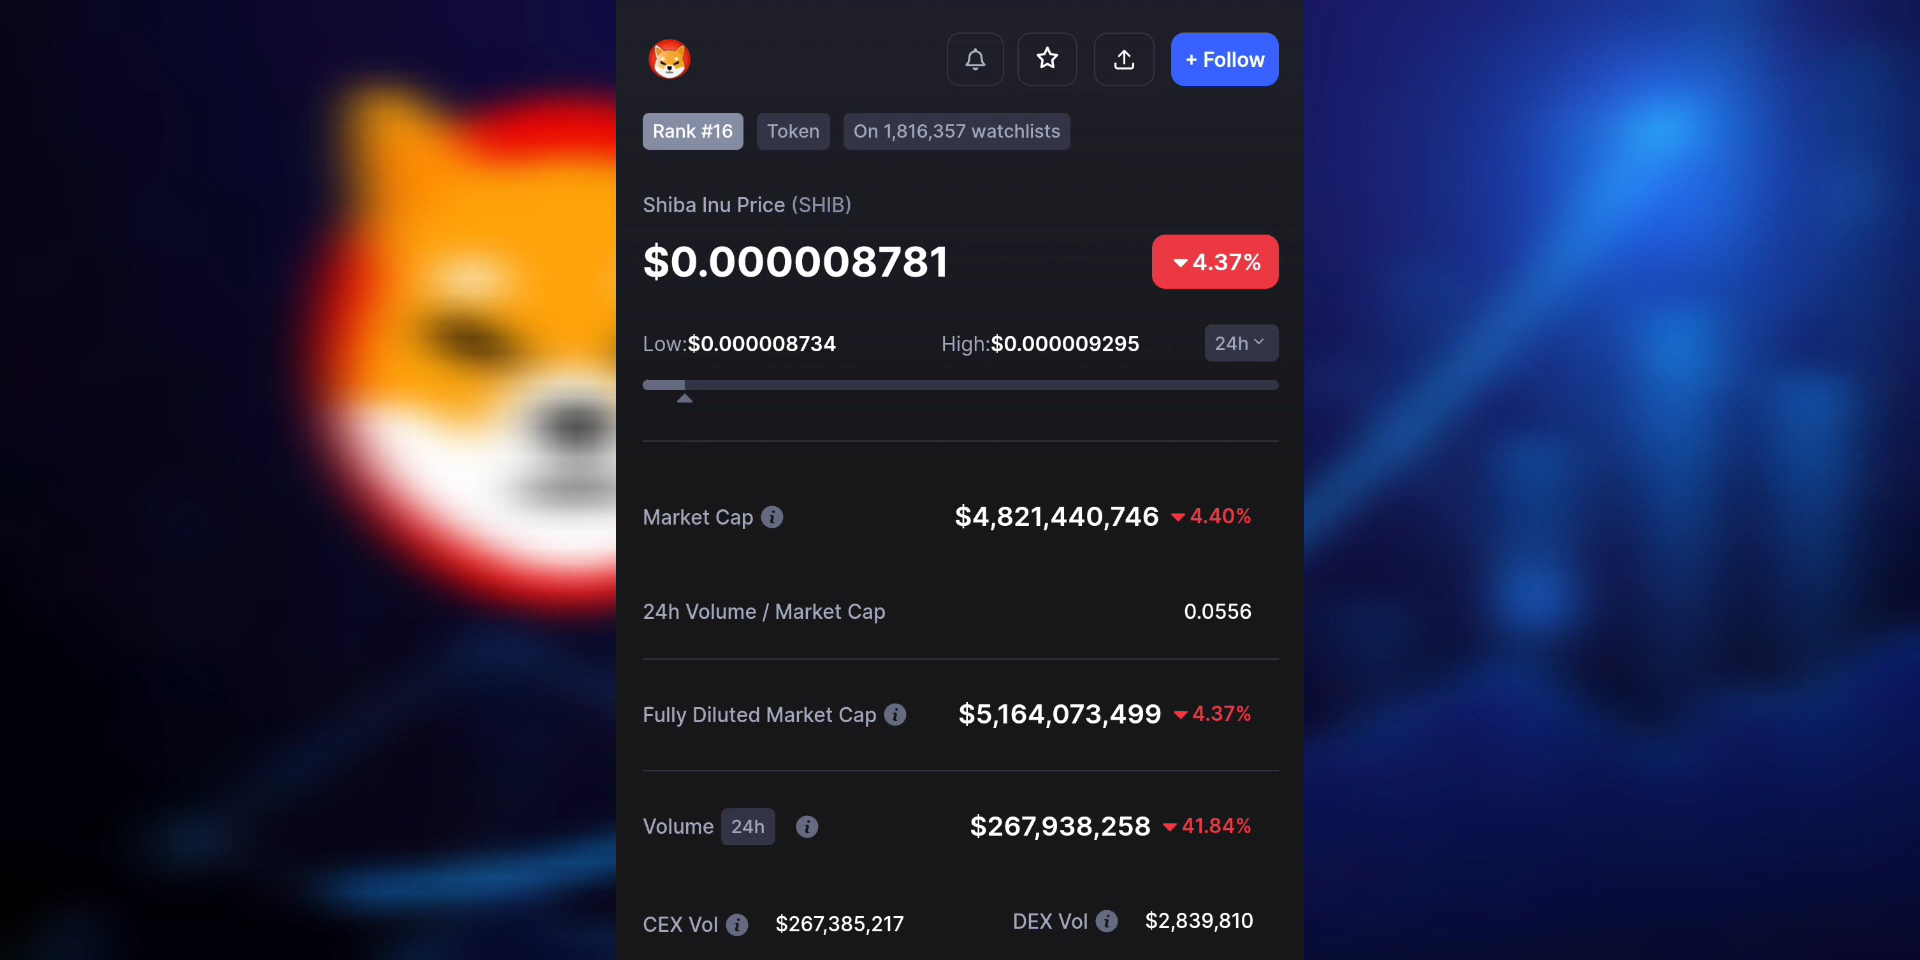 + Follow
Rank #16 Token On 1,816,357 watchlists
Shiba Inu Price (SHIB)
$0.000008781 4.37%
Low:$0.000008734 High:$0.000009295 24h
Market Cap $4,821,440,746 4.40%
24h Volume / Market Cap 0.0556
Fully Diluted Market Cap $5,164,073,499 4.37%
Volume 24h $267,938,258 41.84%
CEX Vol $267,385,217 DEX Vol $2,839,810